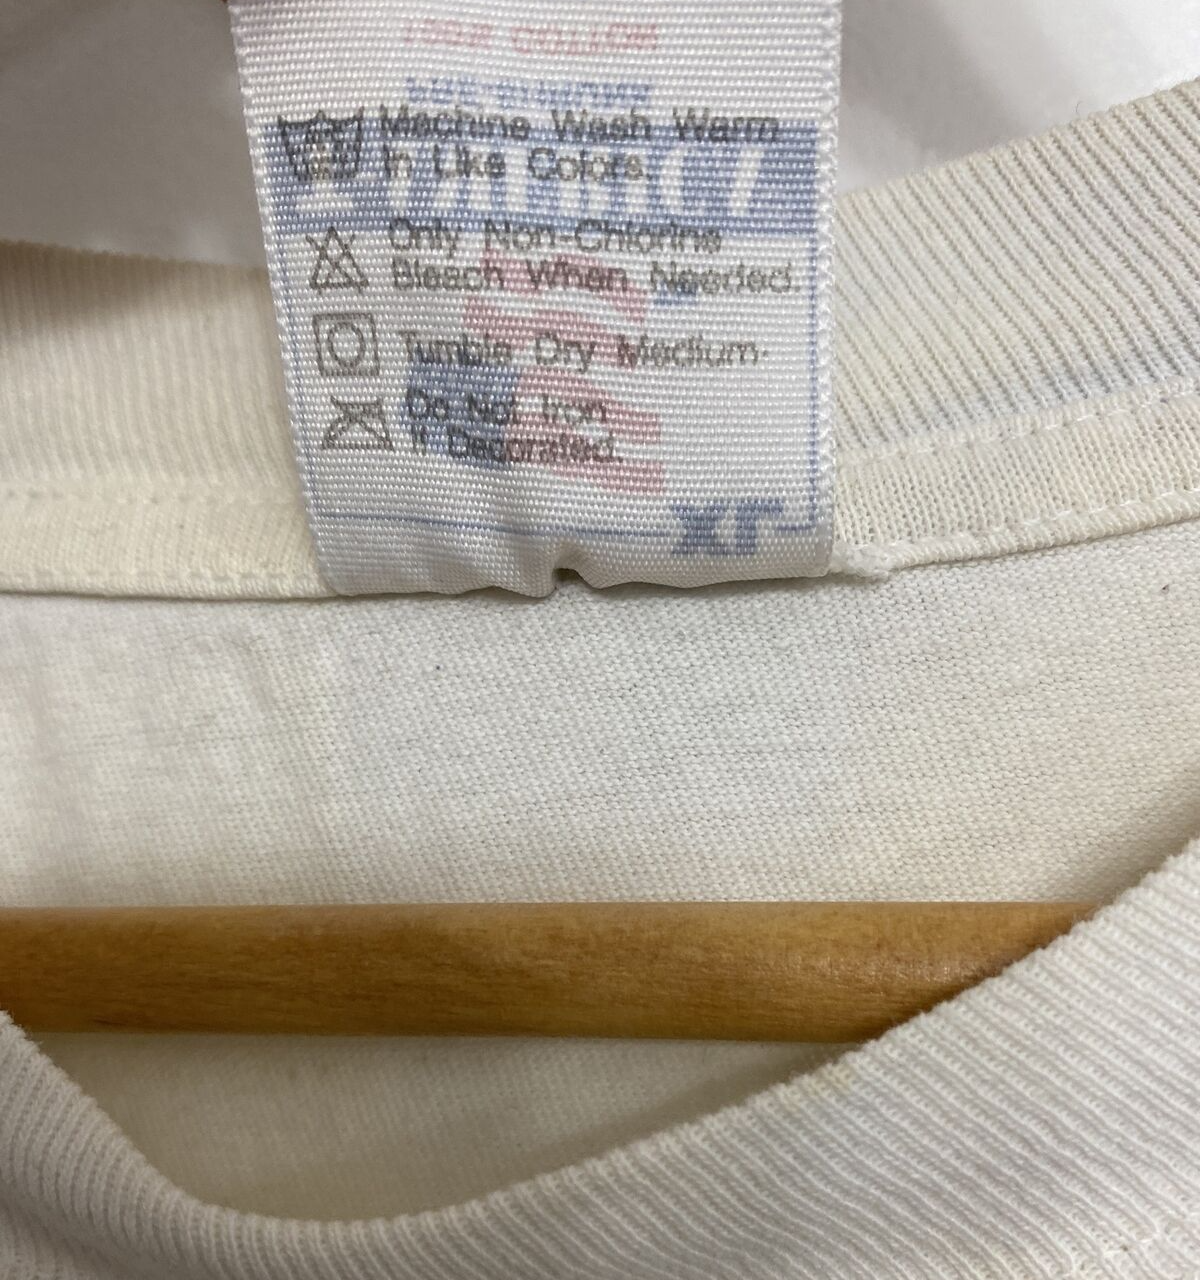 Machine Wash Warm
In Like Colors.
Only Non-Chlorine
Bleach When Needed.
Tumble Dry Medium.
Do Not Iron
If Decorated.
XL